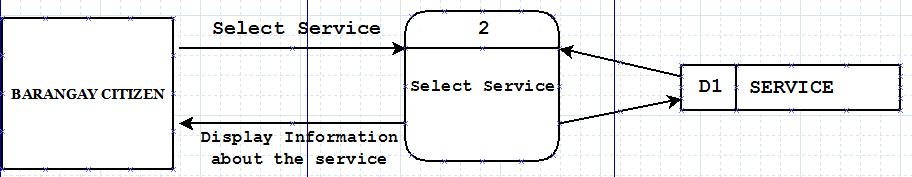 Select Service
2
BARANGAY CITIZEN
Select Service
D1
SERVICE
Display Information
about the service